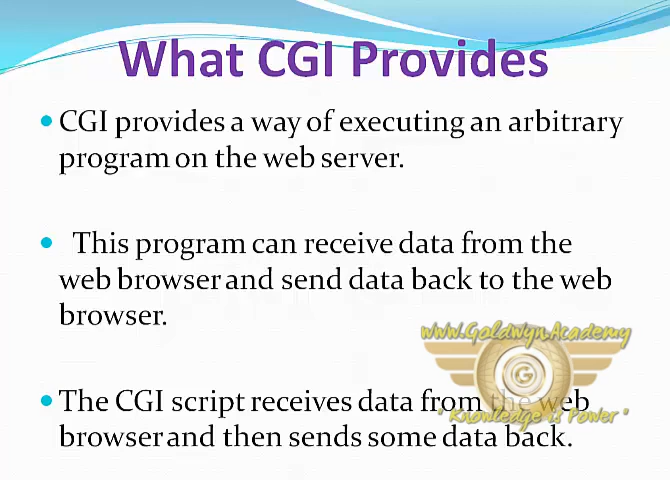 What CGI Provides
• CGI provides a way of executing an arbitrary
program on the web server.
• This program can receive data from the
web browser and send data back to the web
browser.
www.Goldwyn.Academy
G
• The CGI script receives data from the web
" Knowledge is Power "
browser and then sends some data back.